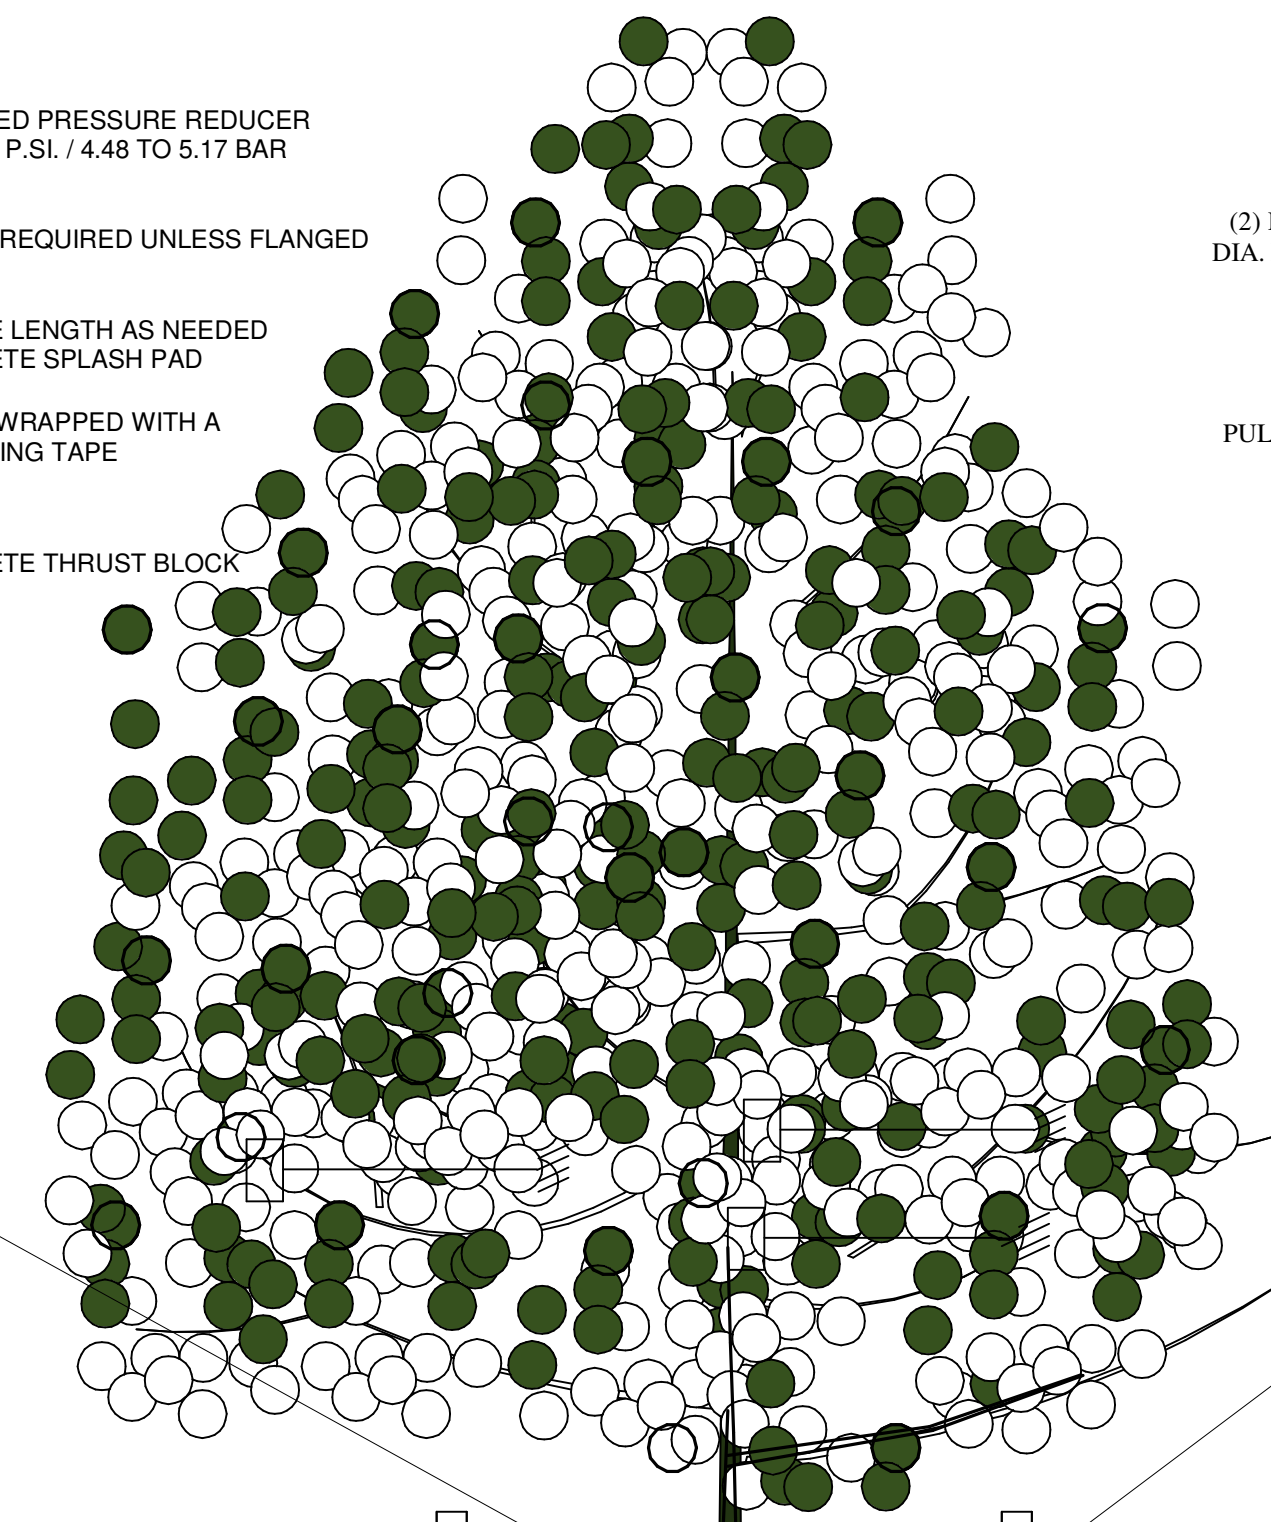 ED PRESSURE REDUCER
P.SI. / 4.48 TO 5.17 BAR
REQUIRED UNLESS FLANGED
E LENGTH AS NEEDED
ETE SPLASH PAD
WRAPPED WITH A
ING TAPE
ETE THRUST BLOCK
(2)
DIA.
PUL